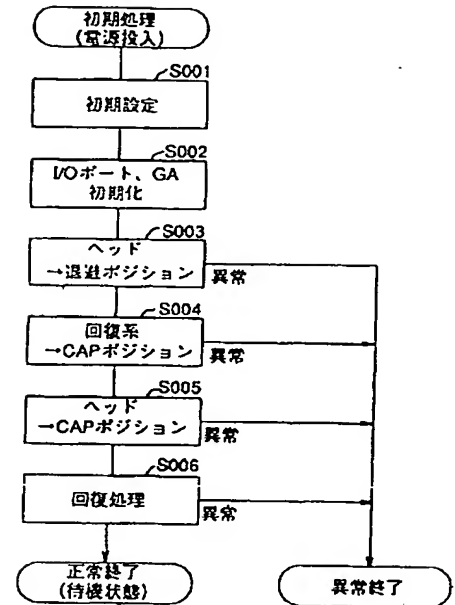 初期処理
(電源投入)
S001
初期設定
S002
I/Oポート、GA
初期化
S003
ヘッド
→退避ポジション
異常
S004
回復系
→CAPポジション
異常
S005
ヘッド
→CAPポジション
異常
S006
回復処理
異常
正常終了
(待機状態)
異常終了